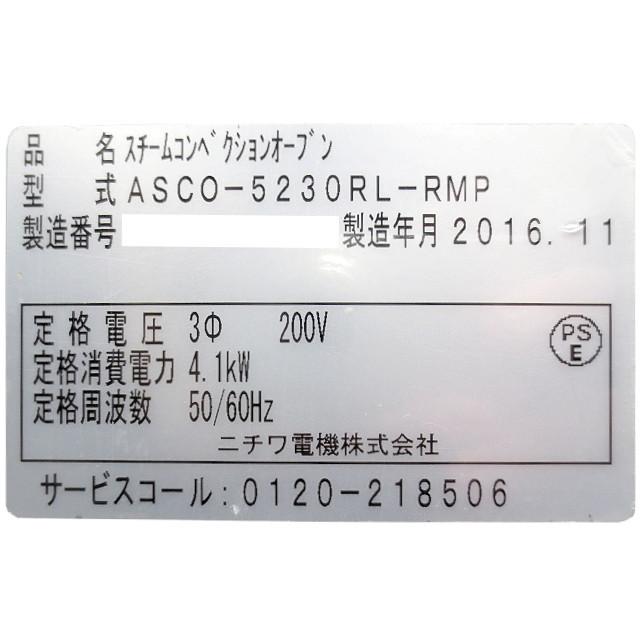 品 名 ｽﾁｰﾑｺﾝﾍﾞｸｼｮﾝｵｰﾌﾞﾝ
型 式 ASCO-5230RL-RMP
製造番号 製造年月 2016.11
定格電圧 3Φ 200V
PS
E
定格消費電力 4.1kW
定格周波数 50/60Hz
ニチワ電機株式会社
サービスコール：0120-218506